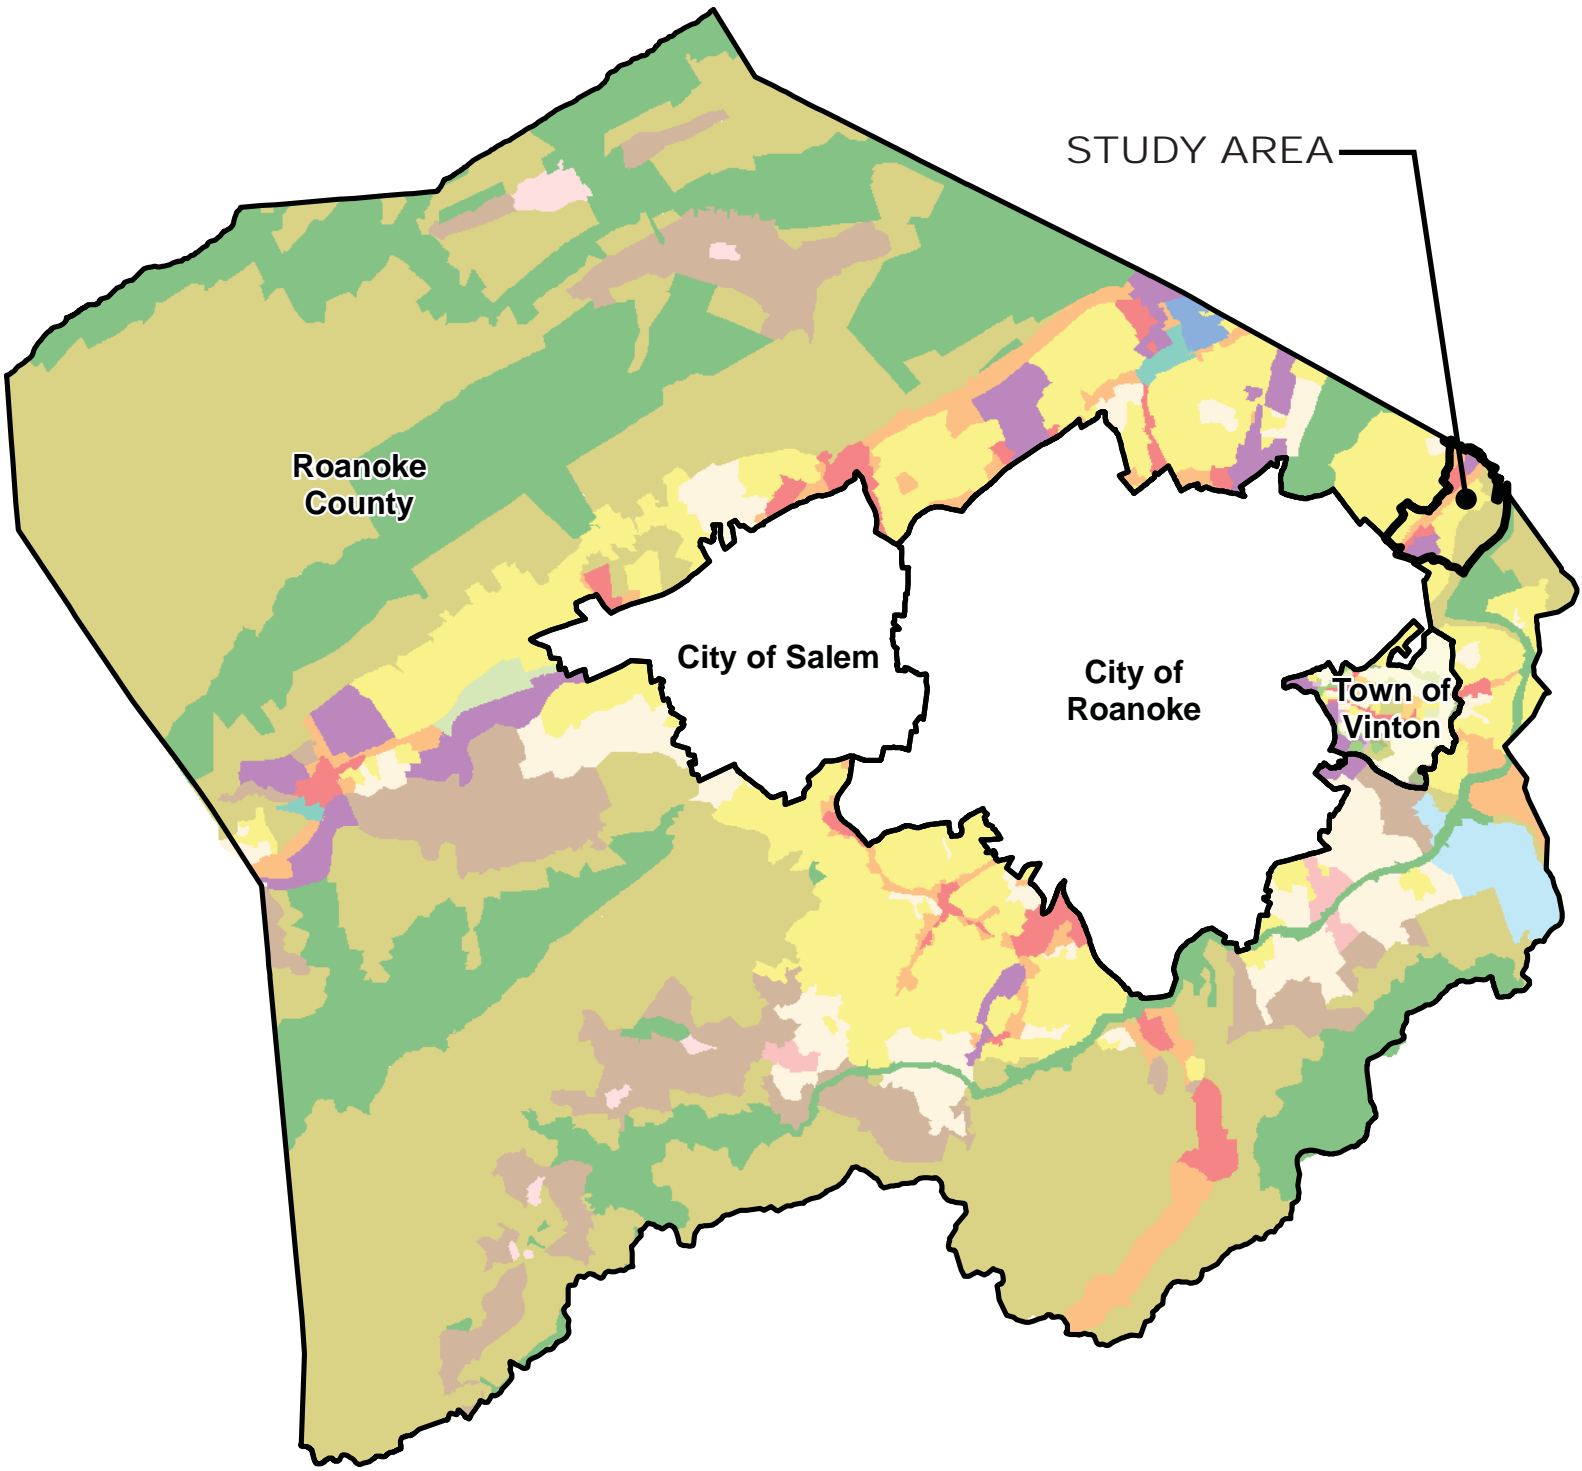 STUDY AREA
Roanoke
County
City of Salem
City of
Roanoke
Town of
Vinton